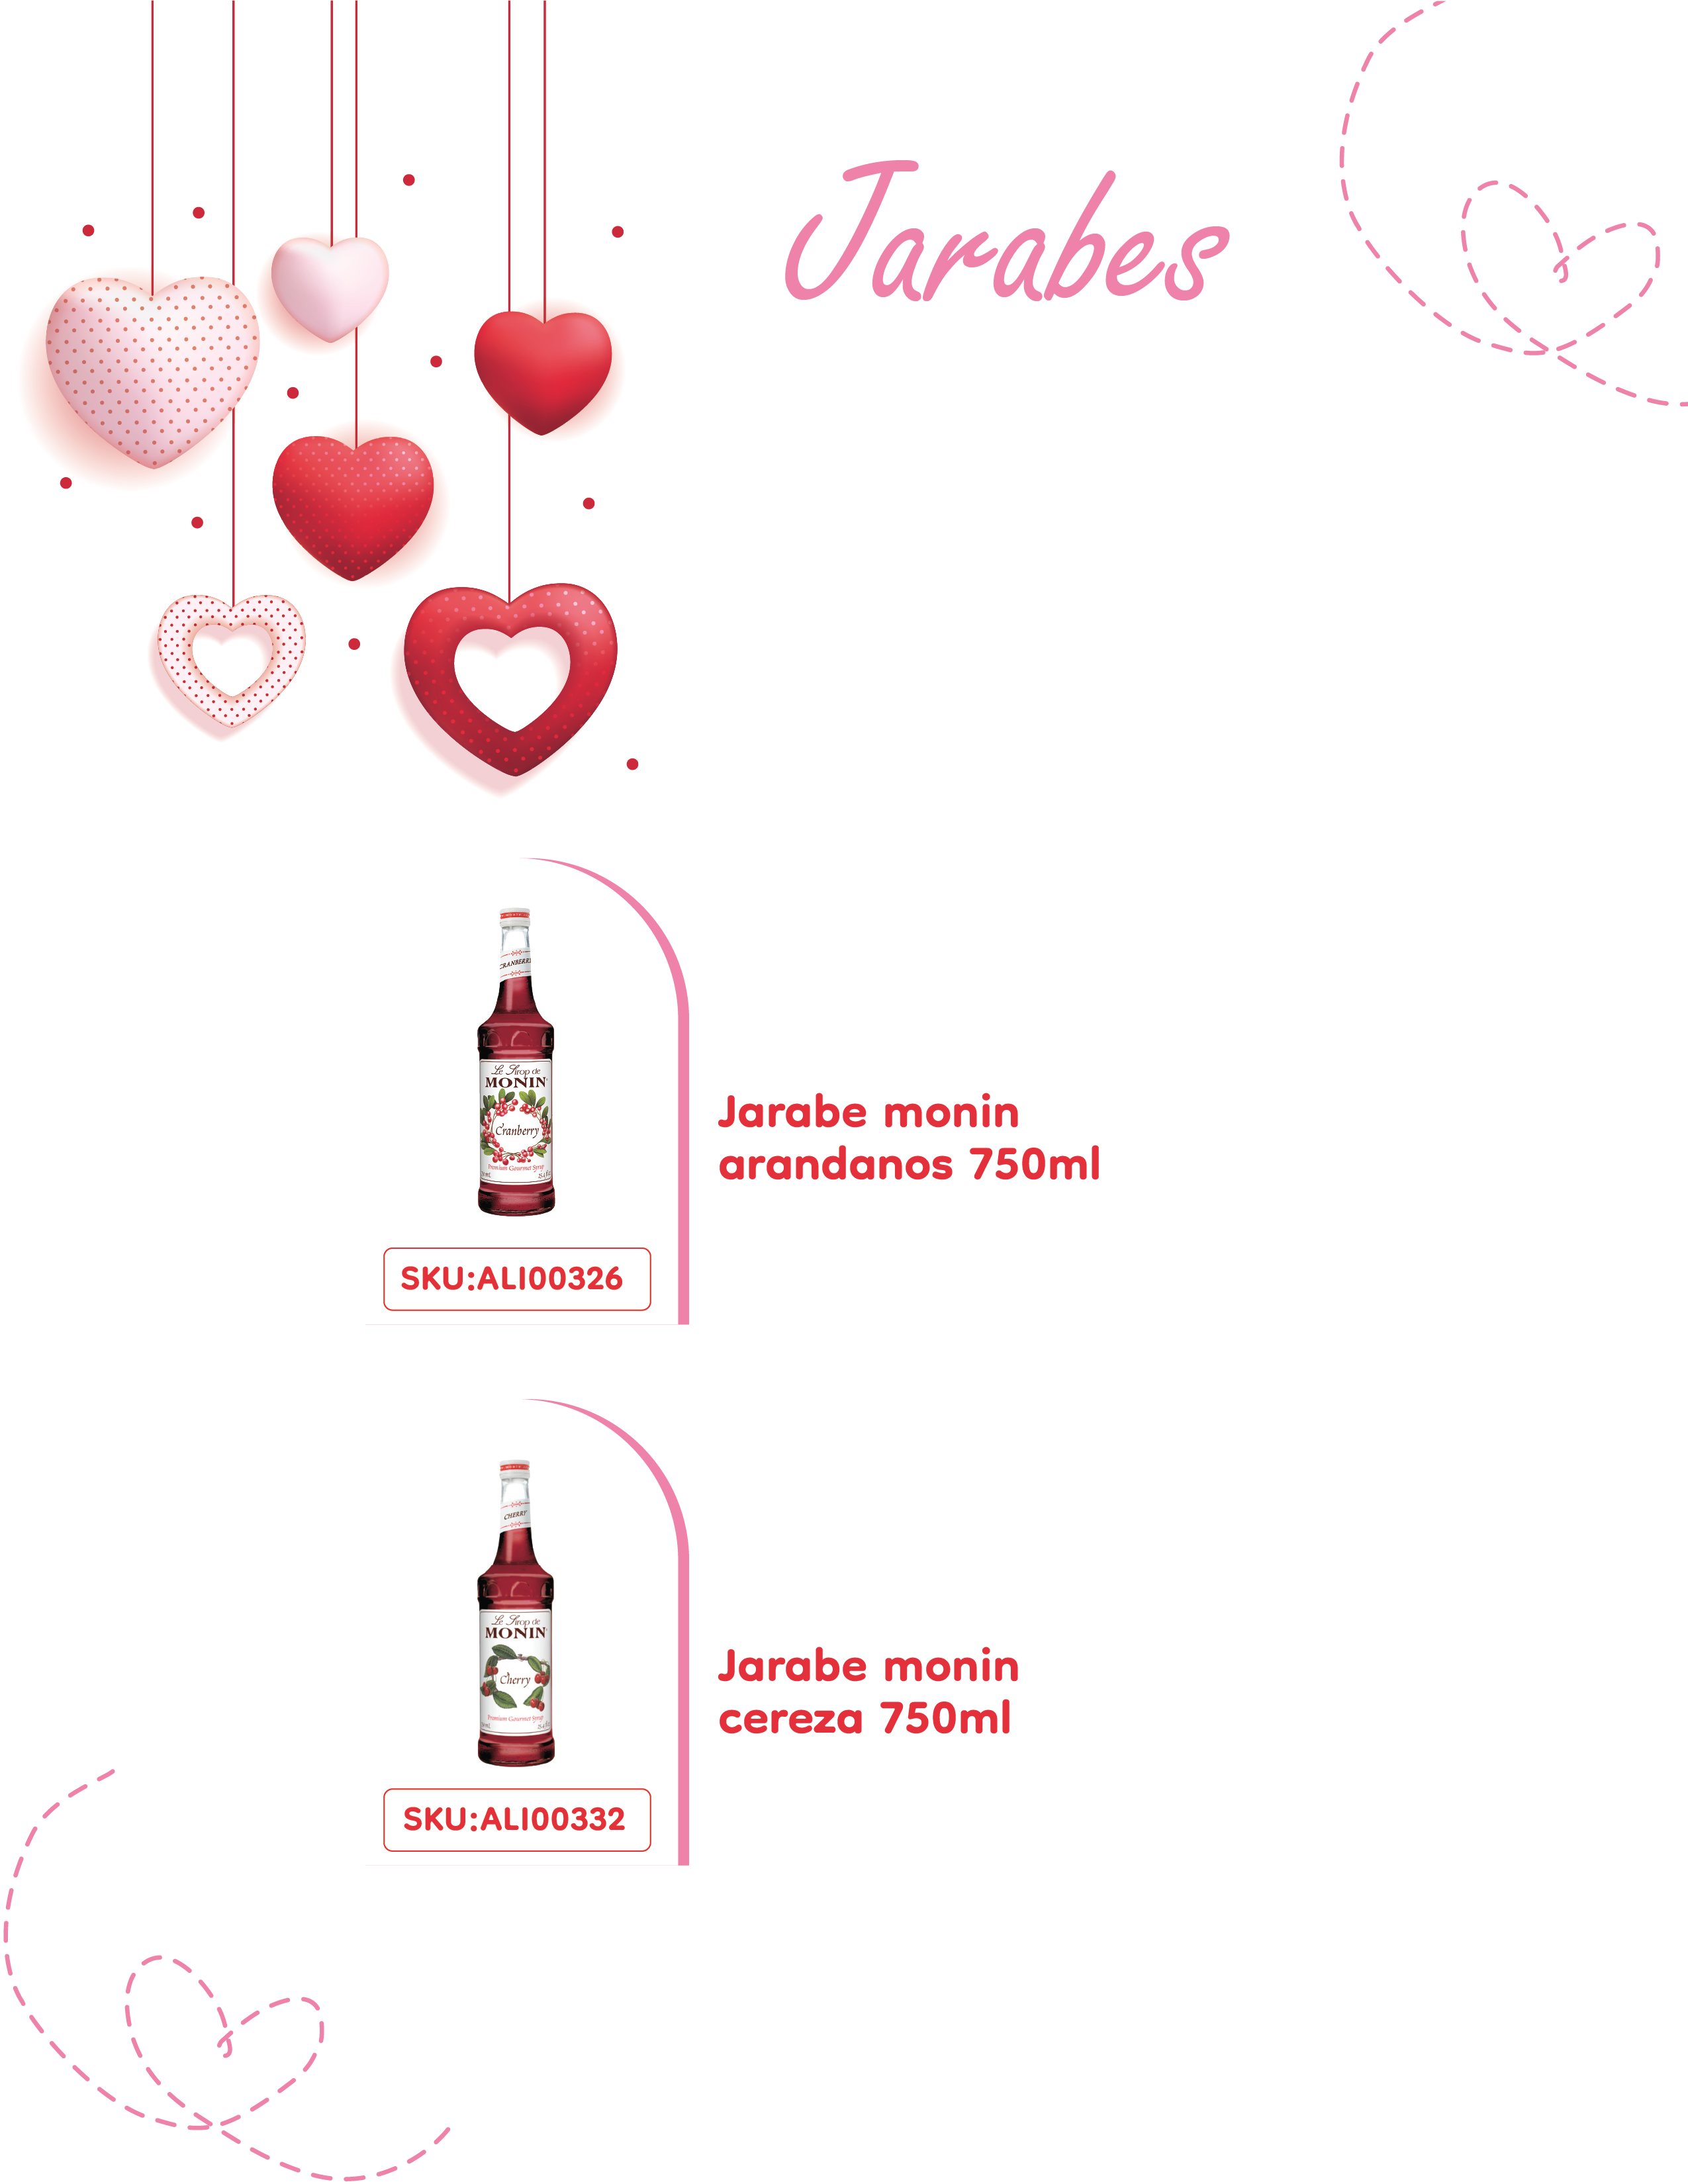 Jarabes
CRANBERRY
Le Sirop de
MONIN
Cranberry
Premium Gourmet Syrup
Jarabe monin
arandanos 750ml
SKU:ALI00326
CHERRY
Le Sirop de
MONIN
Cherry
Premium Gourmet Syrup
Jarabe monin
cereza 750ml
SKU:ALI00332